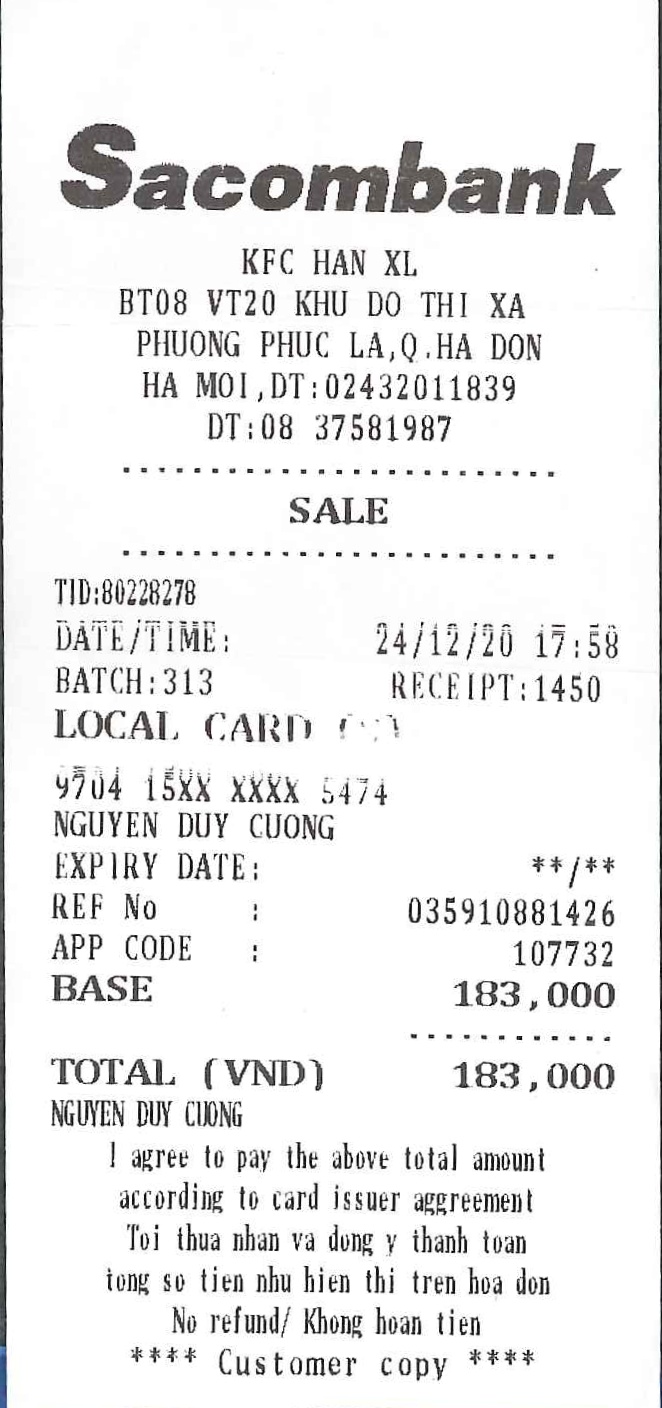 Sacombank
KFC HAN XL
BT08 VT20 KHU DO THI XA
PHUONG PHUC LA,Q.HA DON
HA MOI,DT:02432011839
DT:08 37581987
SALE
TID:80228278
DATE/TIME: 24/12/20 17:58
BATCH:313 RECEIPT:1450
LOCAL CARD
9704 15XX XXXX 5474
NGUYEN DUY CUONG
EXPIRY DATE: **/**
REF No : 035910881426
APP CODE : 107732
BASE 183,000
TOTAL (VND) 183,000
NGUYEN DUY CUONG
I agree to pay the above total amount
according to card issuer aggreement
Toi thua nhan va dong y thanh toan
tong so tien nhu hien thi tren hoa don
No refund/ Khong hoan tien
**** Customer copy ****